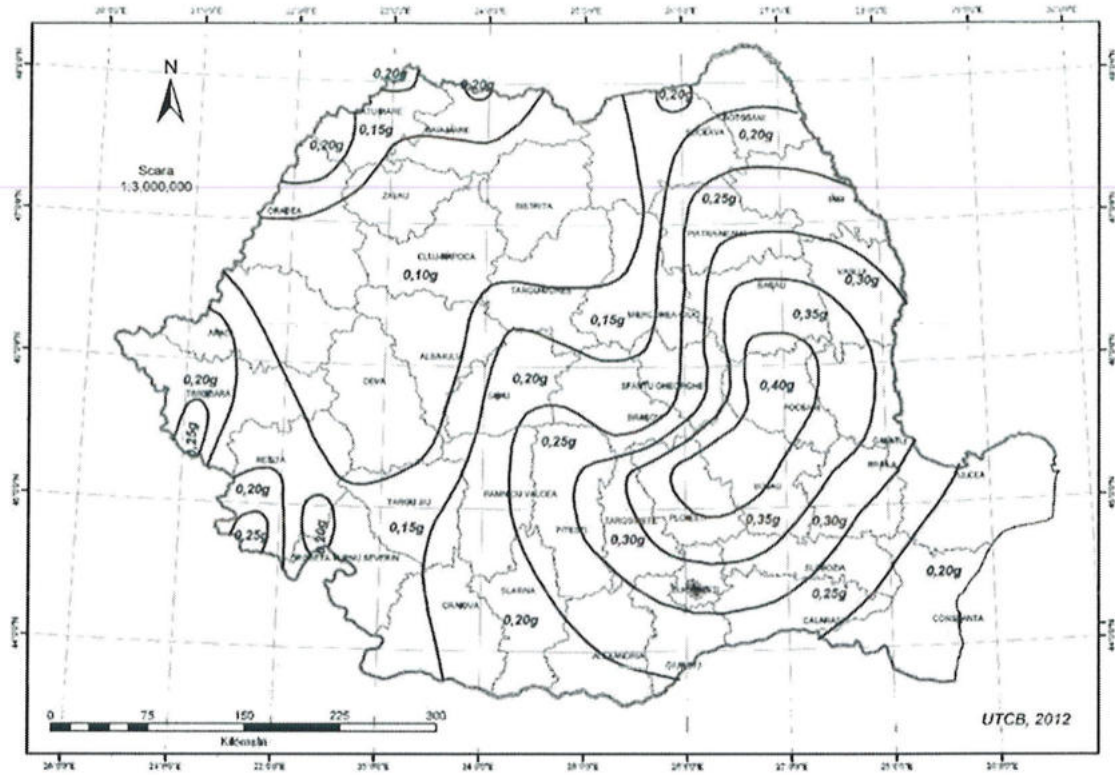 N
Scara
1:3,000,000
0,20g
0,20g
0,20g
SATU MARE
0,15g
BAIA MARE
0,20g
SUCEAVA
BOTOSANI
0,20g
ORADEA
ZALAU
BISTRITA
0,25g
PIATRA NEAMT
CLUJ-NAPOCA
0,10g
VASLUI
0,30g
TARGU MURES
BACAU
0,15g
MIERCUREA CIUC
0,35g
ARAD
ALBA IULIA
0,20g
TIMISOARA
DEVA
0,20g
SIBIU
SFANTU GHEORGHE
0,40g
FOCSANI
BRASOV
0,25g
0,25g
GALATI
RESITA
BRAILA
TULCEA
0,20g
RAMNICU VALCEA
BUZAU
TARGU JIU
0,15g
0,25g
0,20g
PITESTI
TARGOVISTE
PLOIESTI
0,30g
0,35g
0,30g
DROBETA TURNU SEVERIN
SLOBOZIA
0,20g
0,25g
CRAIOVA
SLATINA
0,20g
CALARASI
CONSTANTA
ALEXANDRIA
GIURGIU
0 75 150 225 300
Kilometri
UTCB, 2012